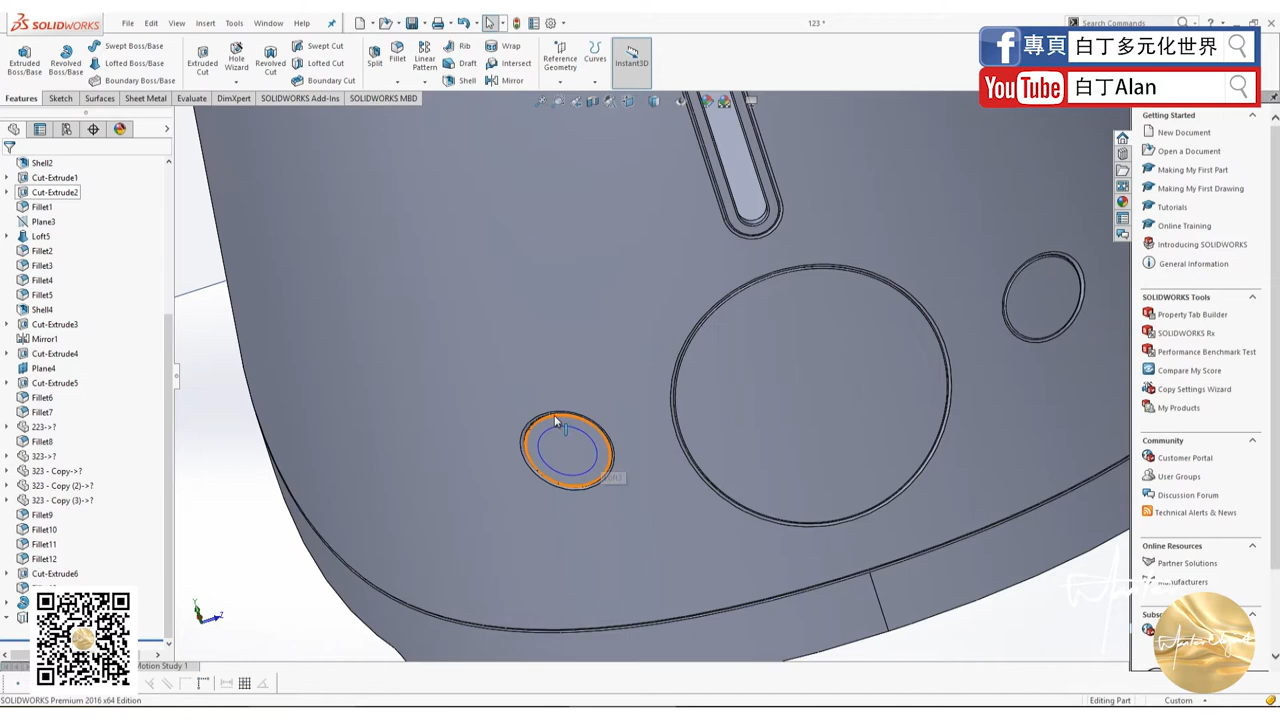 SOLIDWORKS
File Edit View Insert Tools Window Help
123 *
Search Commands
專頁 白丁多元化世界
YouTube 白丁Alan
Extruded Boss/Base
Revolved Boss/Base
Swept Boss/Base
Lofted Boss/Base
Boundary Boss/Base
Extruded Cut
Hole Wizard
Revolved Cut
Swept Cut
Lofted Cut
Boundary Cut
Split
Fillet
Linear Pattern
Rib
Draft
Shell
Wrap
Intersect
Mirror
Reference Geometry
Curves
Instant3D
Features Sketch Surfaces Sheet Metal Evaluate DimXpert SOLIDWORKS Add-Ins SOLIDWORKS MBD
Shell2
Cut-Extrude1
Cut-Extrude2
Fillet1
Plane3
Loft5
Fillet2
Fillet3
Fillet4
Fillet5
Shell4
Cut-Extrude3
Mirror1
Cut-Extrude4
Plane4
Cut-Extrude5
Fillet6
Fillet7
223->?
Fillet8
323->?
323 - Copy->?
323 - Copy (2)->?
323 - Copy (3)->?
Fillet9
Fillet10
Fillet11
Fillet12
Cut-Extrude6
Y
Z
Motion Study 1
SOLIDWORKS Premium 2016 x64 Edition
Editing Part
Custom
Getting Started
New Document
Open a Document
Making My First Part
Making My First Drawing
Tutorials
Online Training
Introducing SOLIDWORKS
General Information
SOLIDWORKS Tools
Property Tab Builder
SOLIDWORKS Rx
Performance Benchmark Test
Compare My Score
Copy Settings Wizard
My Products
Community
Customer Portal
User Groups
Discussion Forum
Technical Alerts & News
Online Resources
Partner Solutions